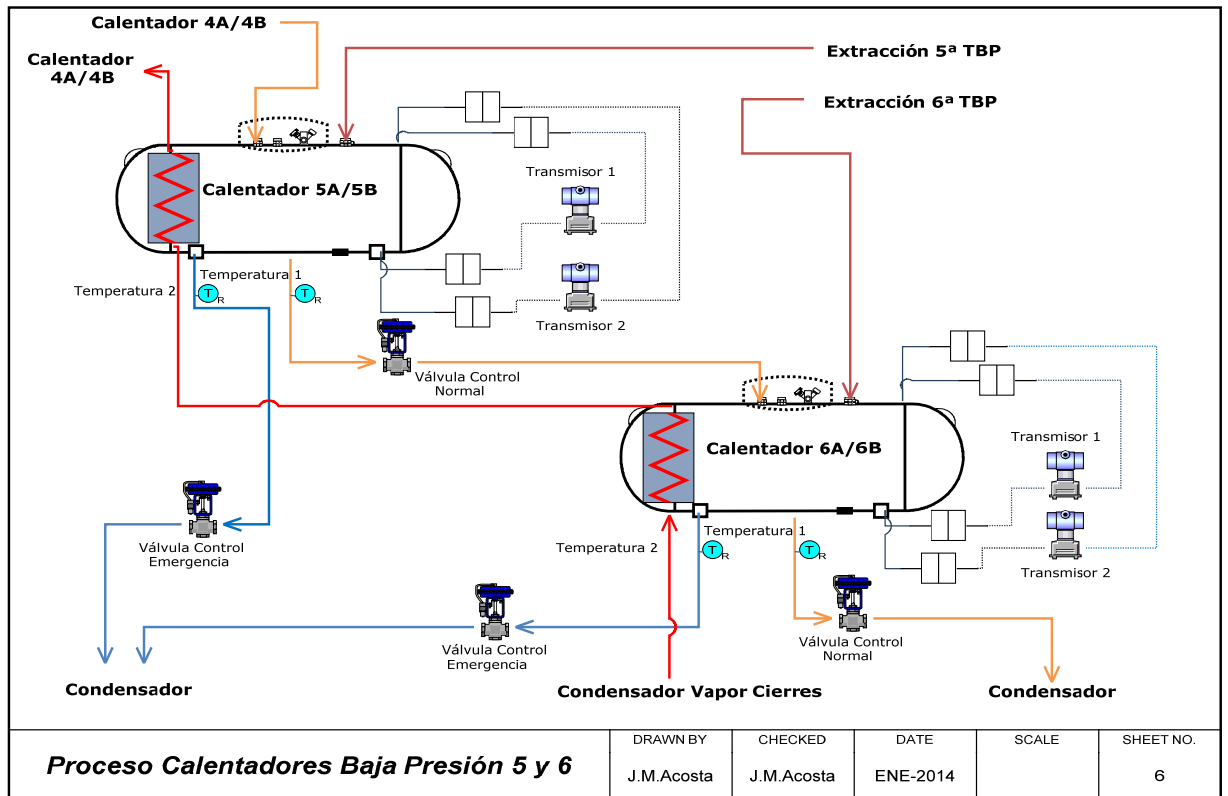 Calentador 4A/4B
Calentador
4A/4B
Extracción 5ª TBP
Extracción 6ª TBP
Transmisor 1
Calentador 5A/5B
Temperatura 1
Temperatura 2
T
R
T
R
Transmisor 2
Válvula Control
Normal
Calentador 6A/6B
Transmisor 1
Temperatura 1
Temperatura 2
T
R
T
R
Transmisor 2
Válvula Control
Emergencia
Válvula Control
Emergencia
Válvula Control
Normal
Condensador
Condensador Vapor Cierres
Condensador
Proceso Calentadores Baja Presión 5 y 6
DRAWN BY
CHECKED
DATE
SCALE
SHEET NO.
J.M.Acosta
J.M.Acosta
ENE-2014
6